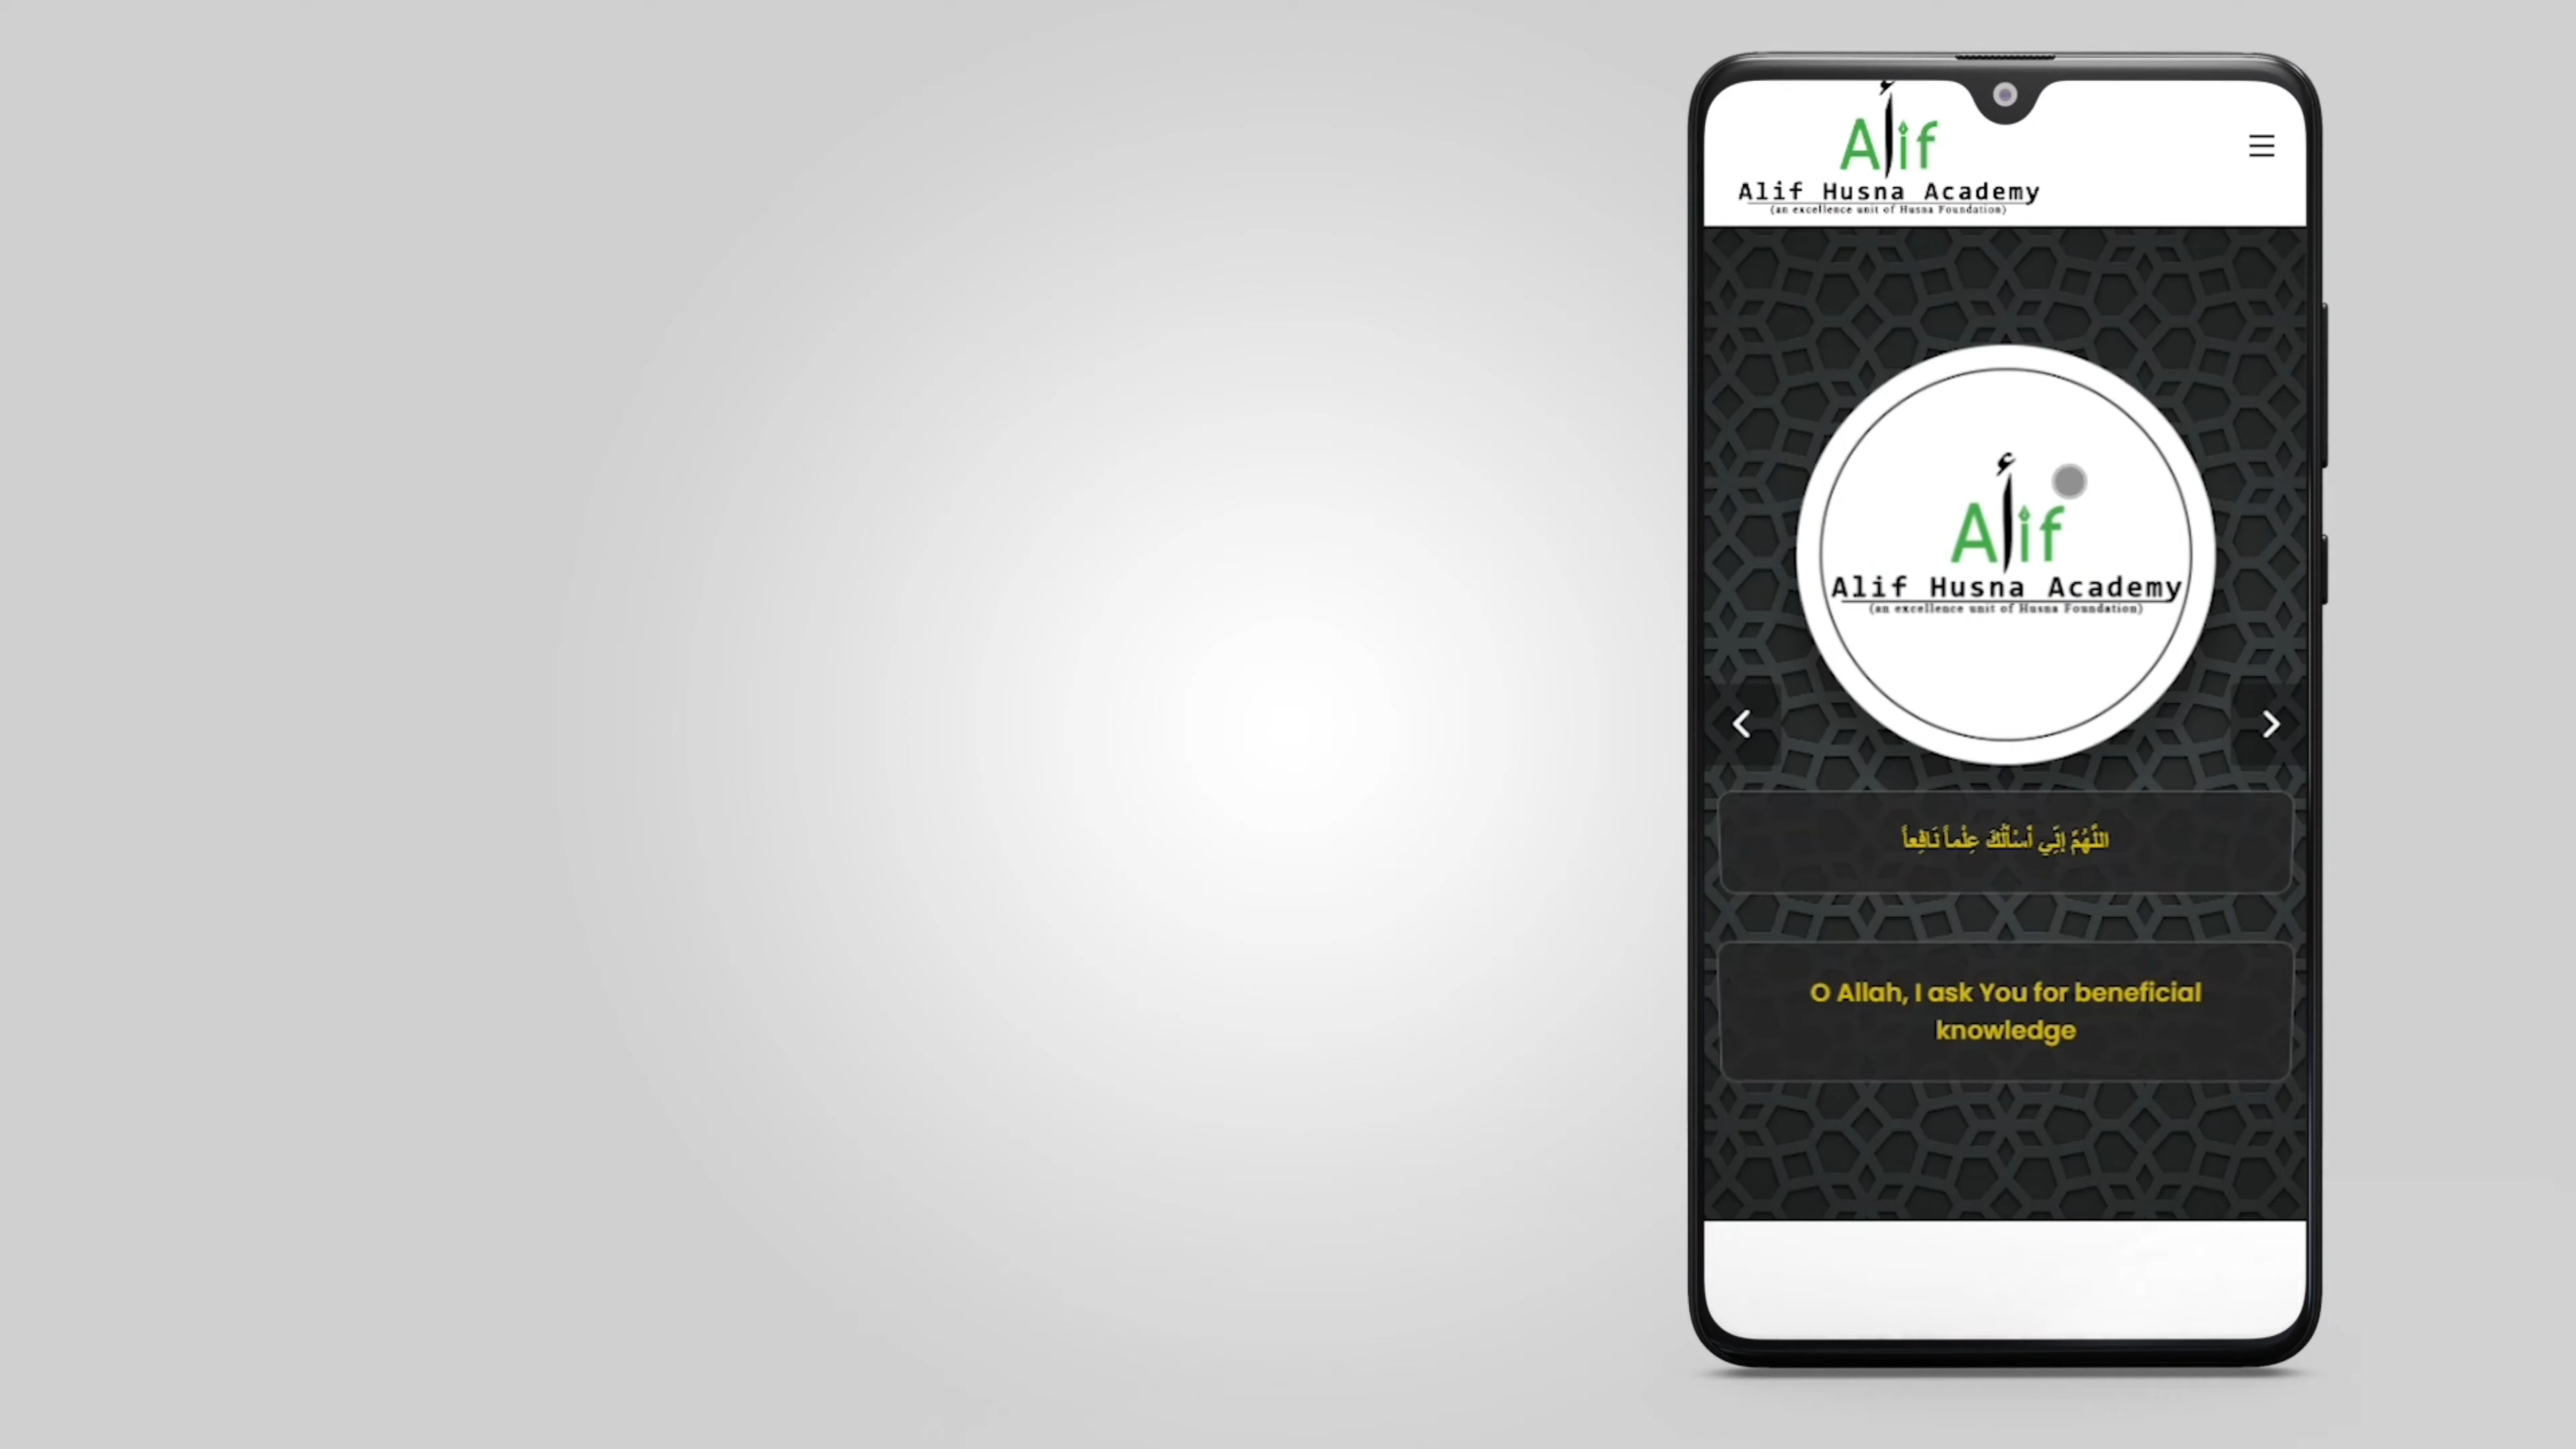 أ
Alif
Alif Husna Academy
(an excellence unit of Husna Foundation)
أ
Alif
Alif Husna Academy
(an excellence unit of Husna Foundation)
اللَّهُمَّ إِنِّي أَسْأَلُكَ عِلْماً نَافِعاً
O Allah, I ask You for beneficial
knowledge